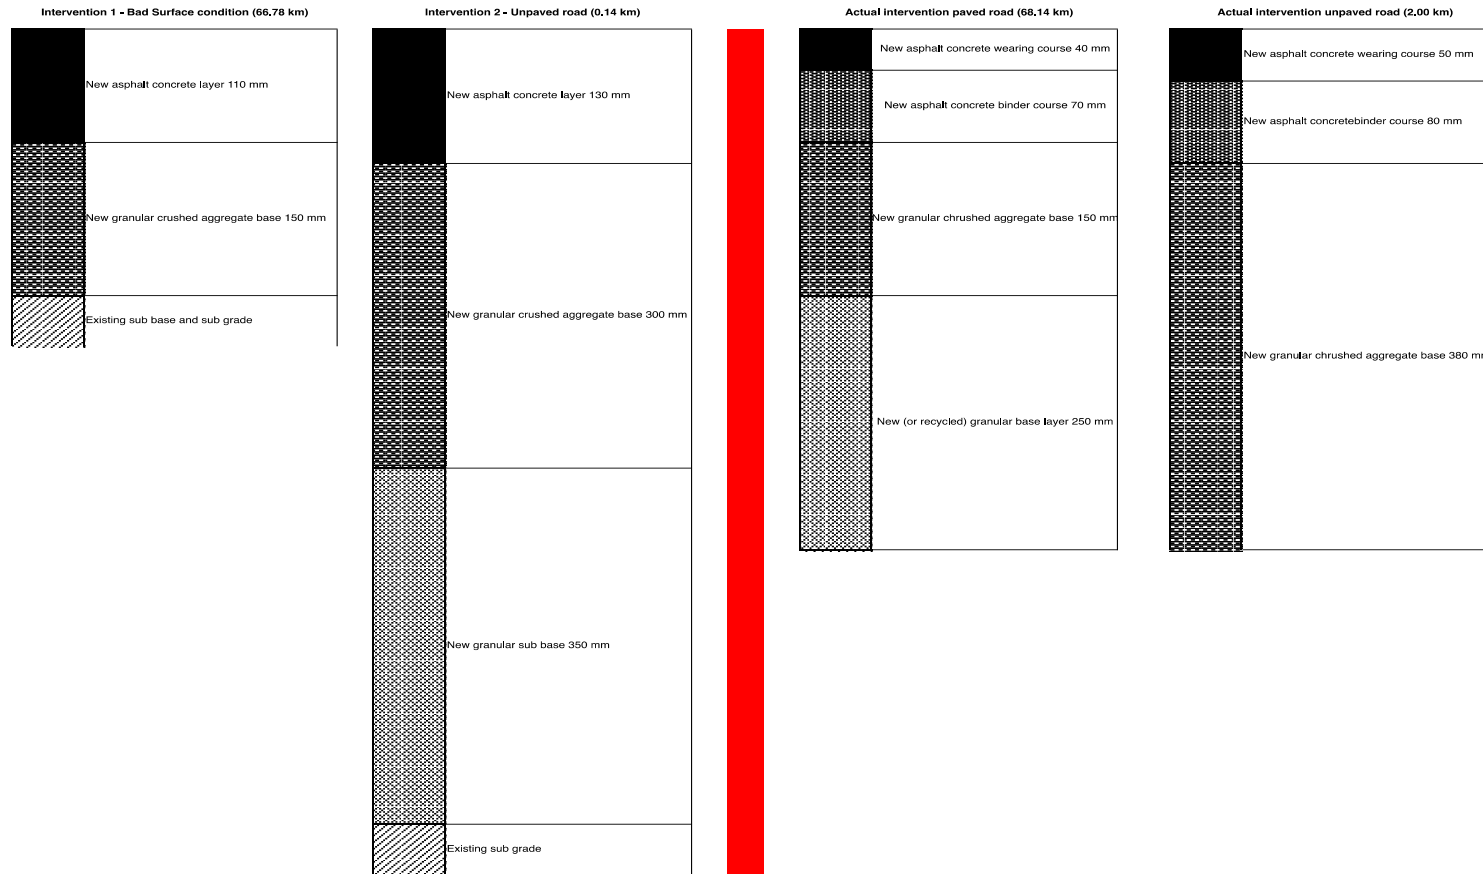 Intervention 1 - Bad Surface condition (66.78 km)
New asphalt concrete layer 110 mm
New granular crushed aggregate base 150 mm
Existing sub base and sub grade
Intervention 2 - Unpaved road (0.14 km)
New asphalt concrete layer 130 mm
New granular crushed aggregate base 300 mm
New granular sub base 350 mm
Existing sub grade
Actual intervention paved road (68.14 km)
New asphalt concrete wearing course 40 mm
New asphalt concrete binder course 70 mm
New granular chrushed aggregate base 150 mm
New (or recycled) granular base layer 250 mm
Actual intervention unpaved road (2.00 km)
New asphalt concrete wearing course 50 mm
New asphalt concretebinder course 80 mm
New granular chrushed aggregate base 380 mm